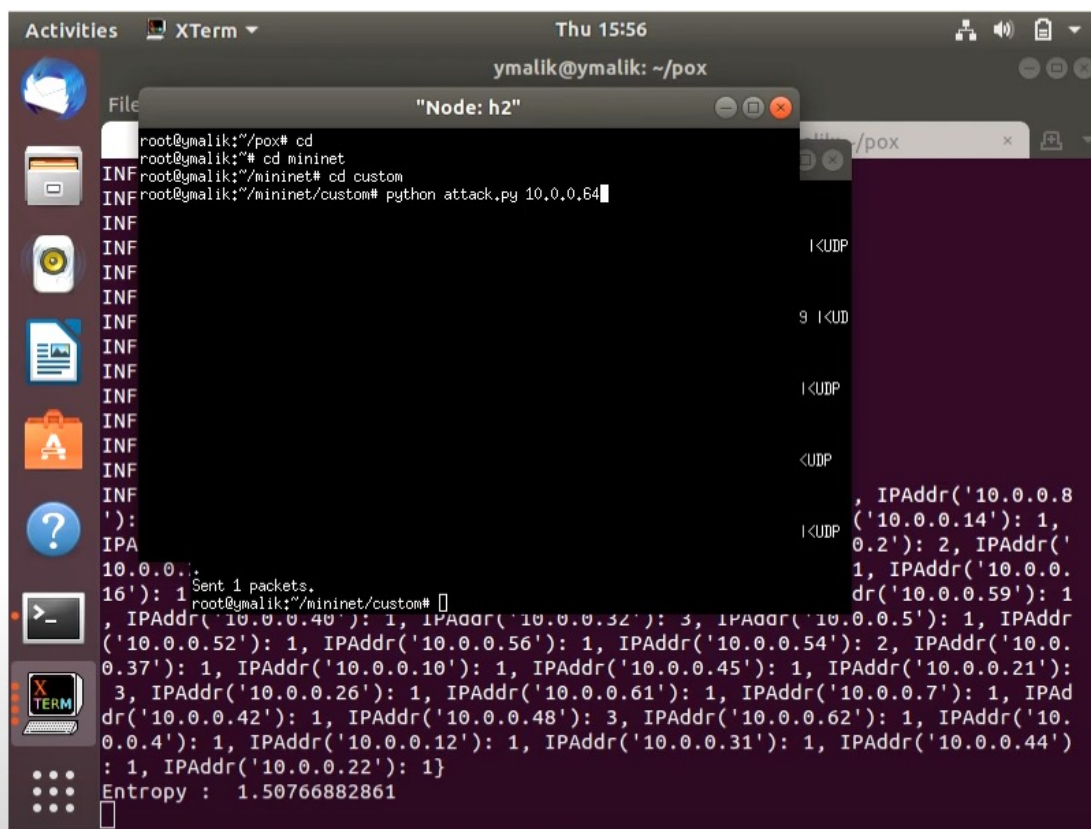 Activities XTerm Thu 15:56
ymalik@ymalik: ~/pox
File "Node: h2"
/pox
root@ymalik:~/pox# cd
root@ymalik:~# cd mininet
root@ymalik:~/mininet# cd custom
root@ymalik:~/mininet/custom# python attack.py 10.0.0.64
INF
INF
INF
INF |<UDP
INF
INF
INF 9 |<UD
INF
INF
INF |<UDP
INF
INF
INF <UDP
INF , IPAddr('10.0.0.8
'): ('10.0.0.14'): 1,
|<UDP
IPA 0.2'): 2, IPAddr('
10.0.0. . 1, IPAddr('10.0.0.
Sent 1 packets.
16'): 1 dr('10.0.0.59'): 1
root@ymalik:~/mininet/custom#
, IPAddr('10.0.0.40'): 1, IPAddr('10.0.0.32'): 3, IPAddr('10.0.0.5'): 1, IPAddr
('10.0.0.52'): 1, IPAddr('10.0.0.56'): 1, IPAddr('10.0.0.54'): 2, IPAddr('10.0.
0.37'): 1, IPAddr('10.0.0.10'): 1, IPAddr('10.0.0.45'): 1, IPAddr('10.0.0.21'):
3, IPAddr('10.0.0.26'): 1, IPAddr('10.0.0.61'): 1, IPAddr('10.0.0.7'): 1, IPAd
dr('10.0.0.42'): 1, IPAddr('10.0.0.48'): 3, IPAddr('10.0.0.62'): 1, IPAddr('10.
0.0.4'): 1, IPAddr('10.0.0.12'): 1, IPAddr('10.0.0.31'): 1, IPAddr('10.0.0.44')
: 1, IPAddr('10.0.0.22'): 1}
Entropy : 1.50766882861
X
TERM